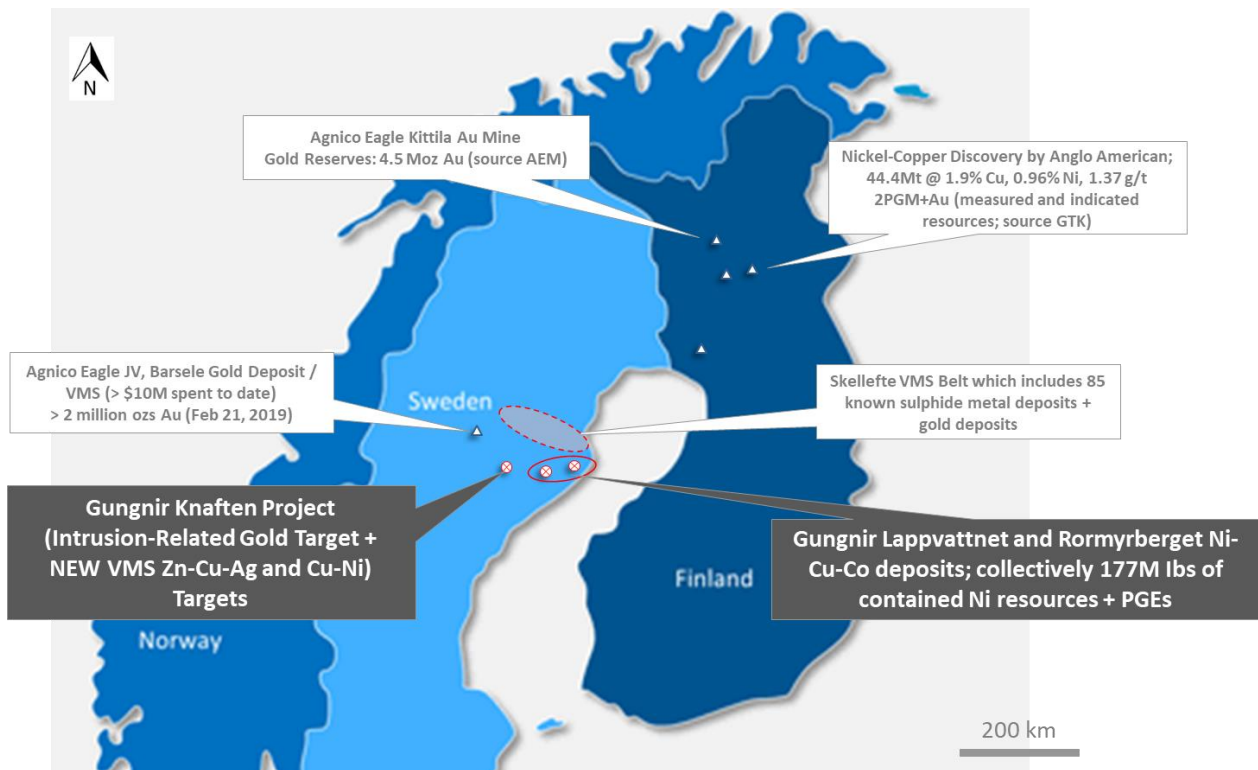 N
Agnico Eagle Kittila Au Mine
Gold Reserves: 4.5 Moz Au (source AEM)
Nickel-Copper Discovery by Anglo American;
44.4Mt @ 1.9% Cu, 0.96% Ni, 1.37 g/t
2PGM+Au (measured and indicated
resources; source GTK)
Agnico Eagle JV, Barsele Gold Deposit /
VMS (> $10M spent to date)
> 2 million ozs Au (Feb 21, 2019)
Sweden
Skellefte VMS Belt which includes 85
known sulphide metal deposits +
gold deposits
Gungnir Knaften Project
(Intrusion-Related Gold Target +
NEW VMS Zn-Cu-Ag and Cu-Ni)
Targets
Gungnir Lappvattnet and Rormyrberget Ni-
Cu-Co deposits; collectively 177M Ibs of
contained Ni resources + PGEs
Finland
Norway
200 km